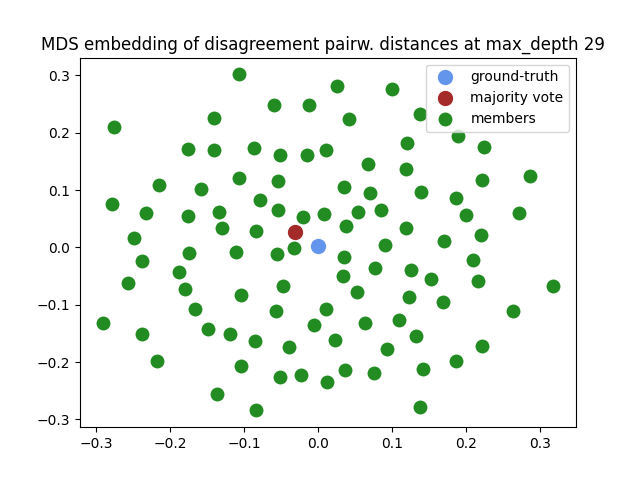 MDS embedding of disagreement pairw. distances at max_depth 29
ground-truth
majority vote
members
0.3
0.2
0.1
0.0
−0.1
−0.2
−0.3
−0.3 −0.2 −0.1 0.0 0.1 0.2 0.3